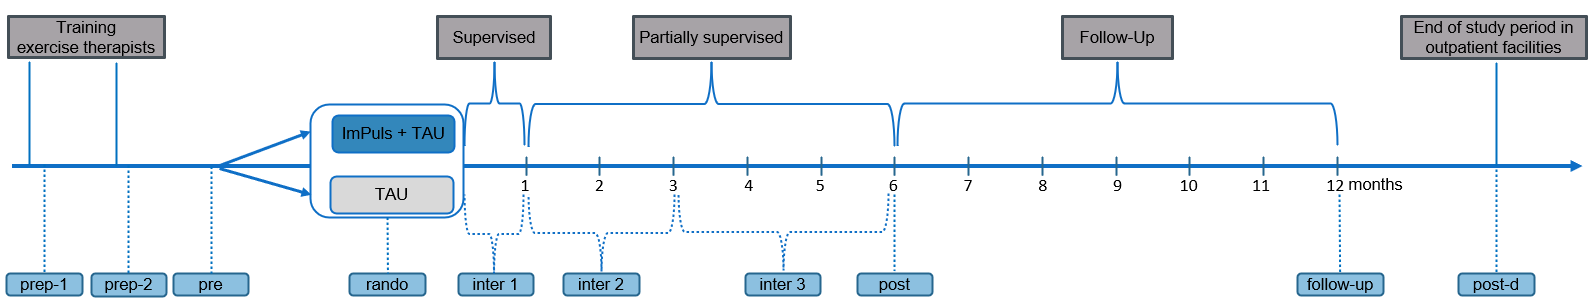 Training
exercise therapists
Supervised
Partially supervised
Follow-Up
End of study period in
outpatient facilities
ImPuls + TAU
TAU
1 2 3 4 5 6 7 8 9 10 11 12 months
prep-1 prep-2 pre rando inter 1 inter 2 inter 3 post follow-up post-d